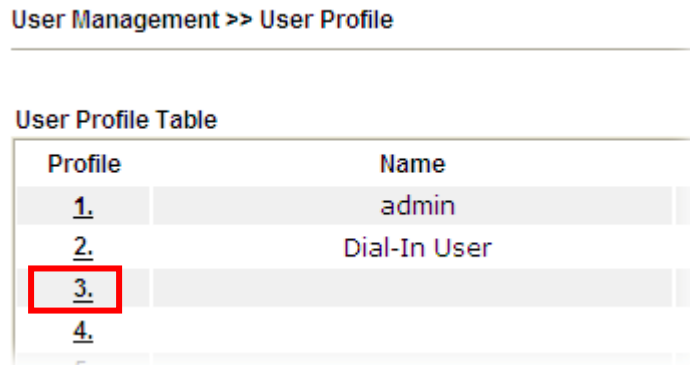 User Management >> User Profile
User Profile Table
Profile Name
1. admin
2. Dial-In User
3.
4.